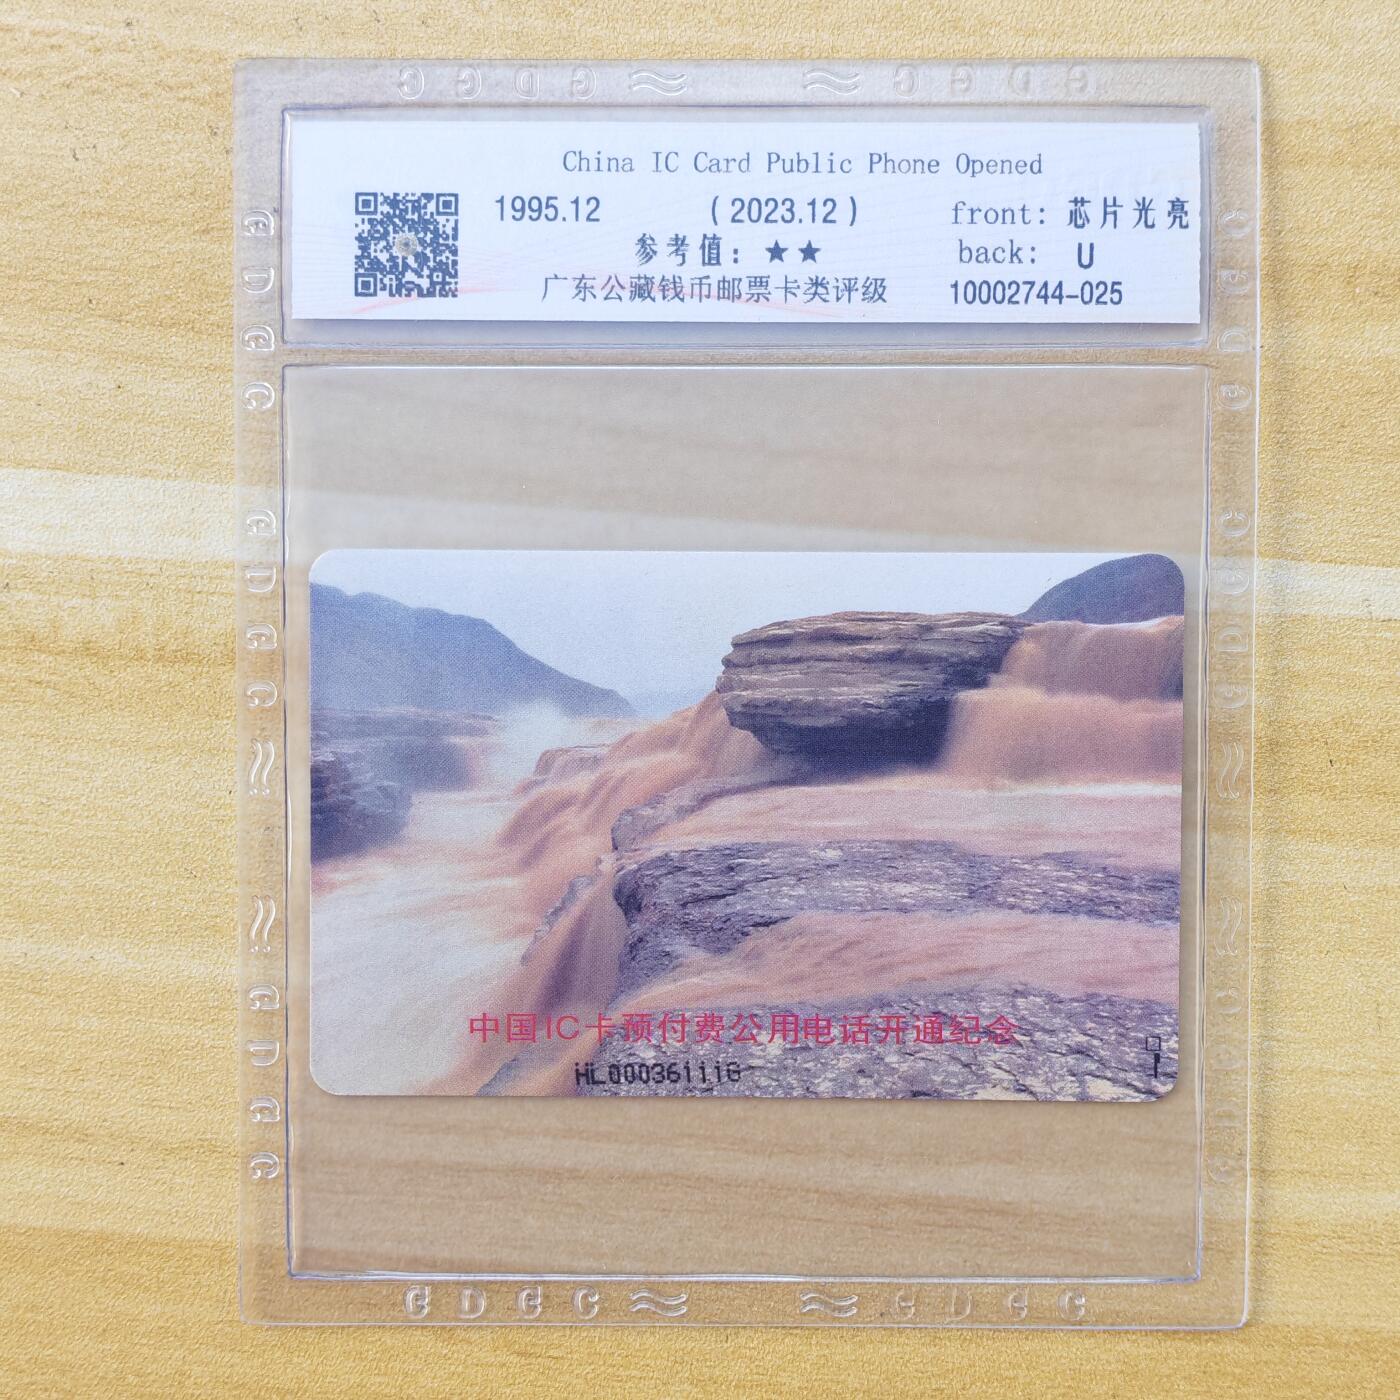 G D G C ≈ ≈ C G D G
China IC Card Public Phone Opened
1995.12 (2023.12) front: 芯片光亮
参考值: ★★ back: U
广东公藏钱币邮票卡类评级 10002744-025
中国IC卡预付费公用电话开通纪念
G D G C ≈ ≈ G D G C